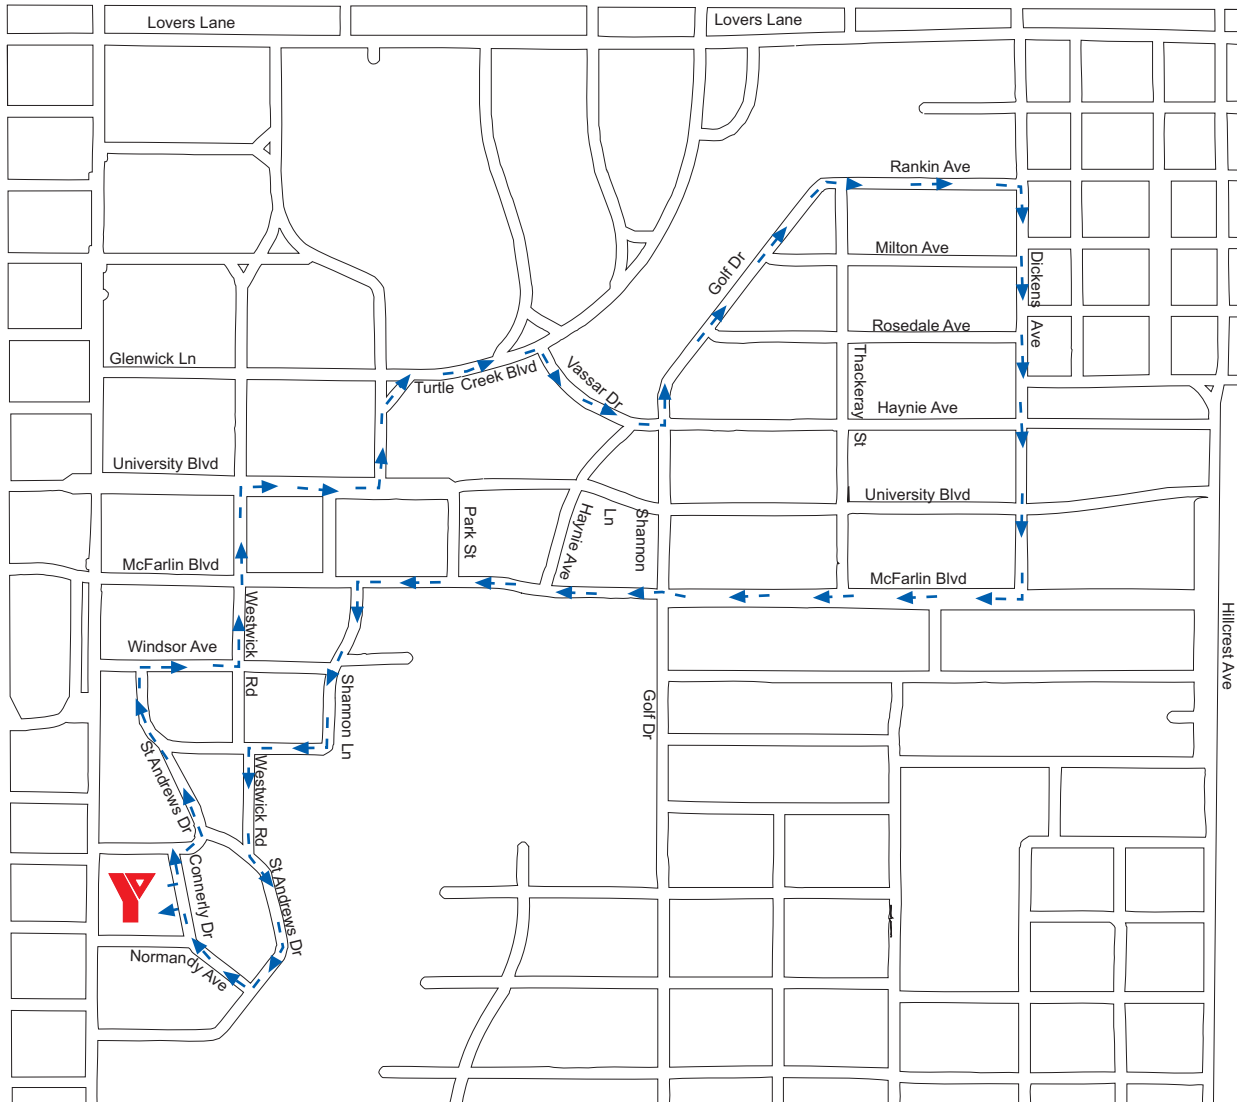 Lovers Lane
Lovers Lane
Rankin Ave
Milton Ave
Golf Dr
Dickens Ave
Rosedale Ave
Glenwick Ln
Turtle Creek Blvd
Vassar Dr
Thackeray St
Haynie Ave
University Blvd
University Blvd
Park St
Haynie Ave
Shannon
Ln
McFarlin Blvd
McFarlin Blvd
Westwick Rd
Windsor Ave
Hillcrest Ave
Shannon Ln
Golf Dr
St Andrews Dr
Westwick Rd
Connerly Dr
St Andrews Dr
Y
Normandy Ave